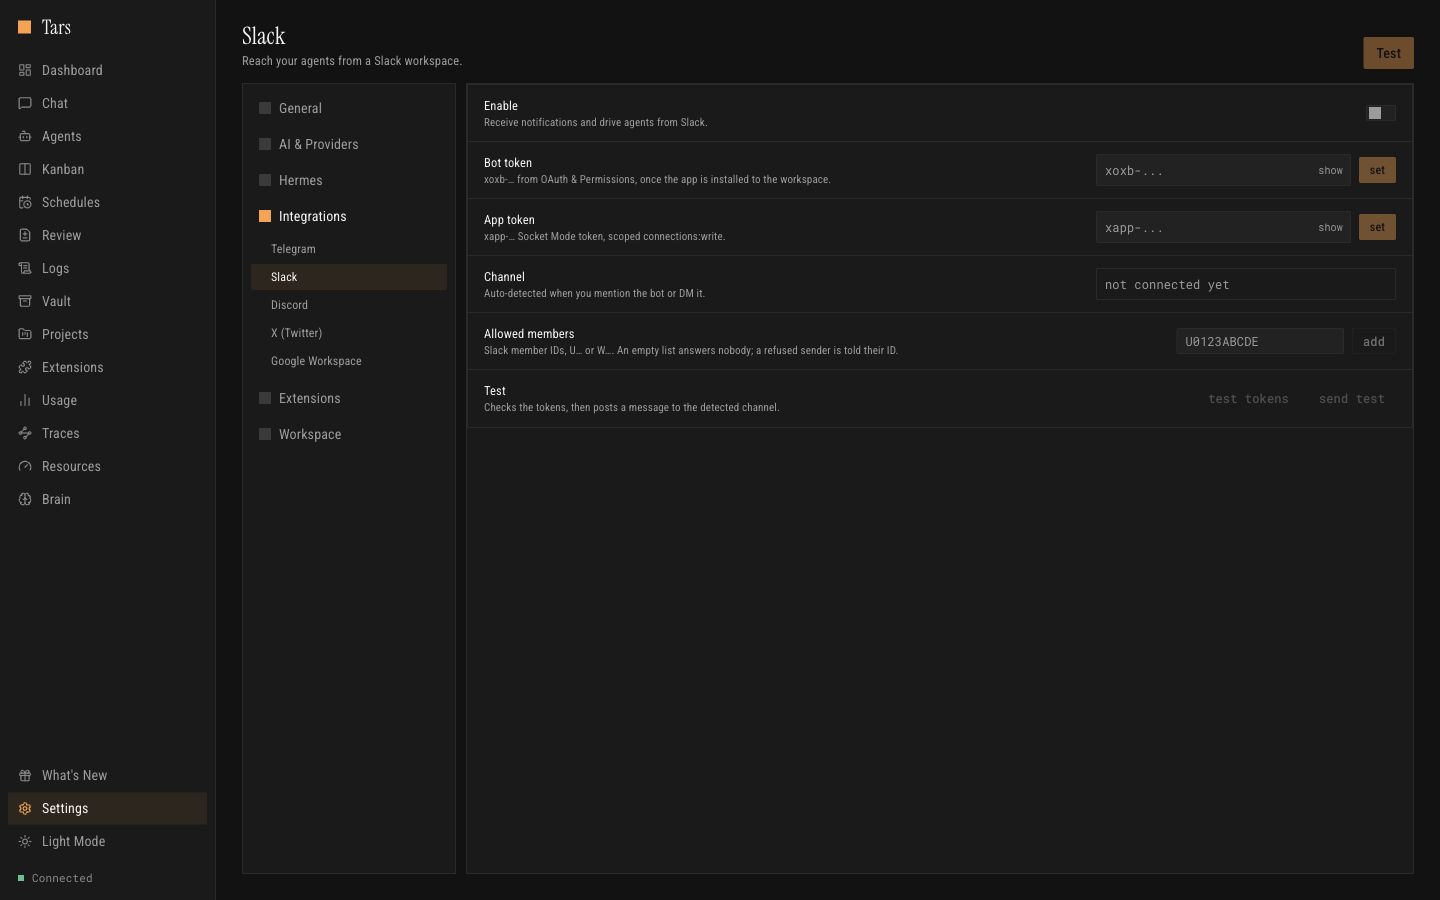 Tars
Dashboard
Chat
Agents
Kanban
Schedules
Review
Logs
Vault
Projects
Extensions
Usage
Traces
Resources
Brain
What's New
Settings
Light Mode
Connected
Slack
Reach your agents from a Slack workspace.
Test
General
AI & Providers
Hermes
Integrations
Telegram
Slack
Discord
X (Twitter)
Google Workspace
Extensions
Workspace
Enable
Receive notifications and drive agents from Slack.
Bot token
xoxb-… from OAuth & Permissions, once the app is installed to the workspace.
xoxb-... show set
App token
xapp-… Socket Mode token, scoped connections:write.
xapp-... show set
Channel
Auto-detected when you mention the bot or DM it.
not connected yet
Allowed members
Slack member IDs, U… or W…. An empty list answers nobody; a refused sender is told their ID.
U0123ABCDE add
Test
Checks the tokens, then posts a message to the detected channel.
test tokens send test